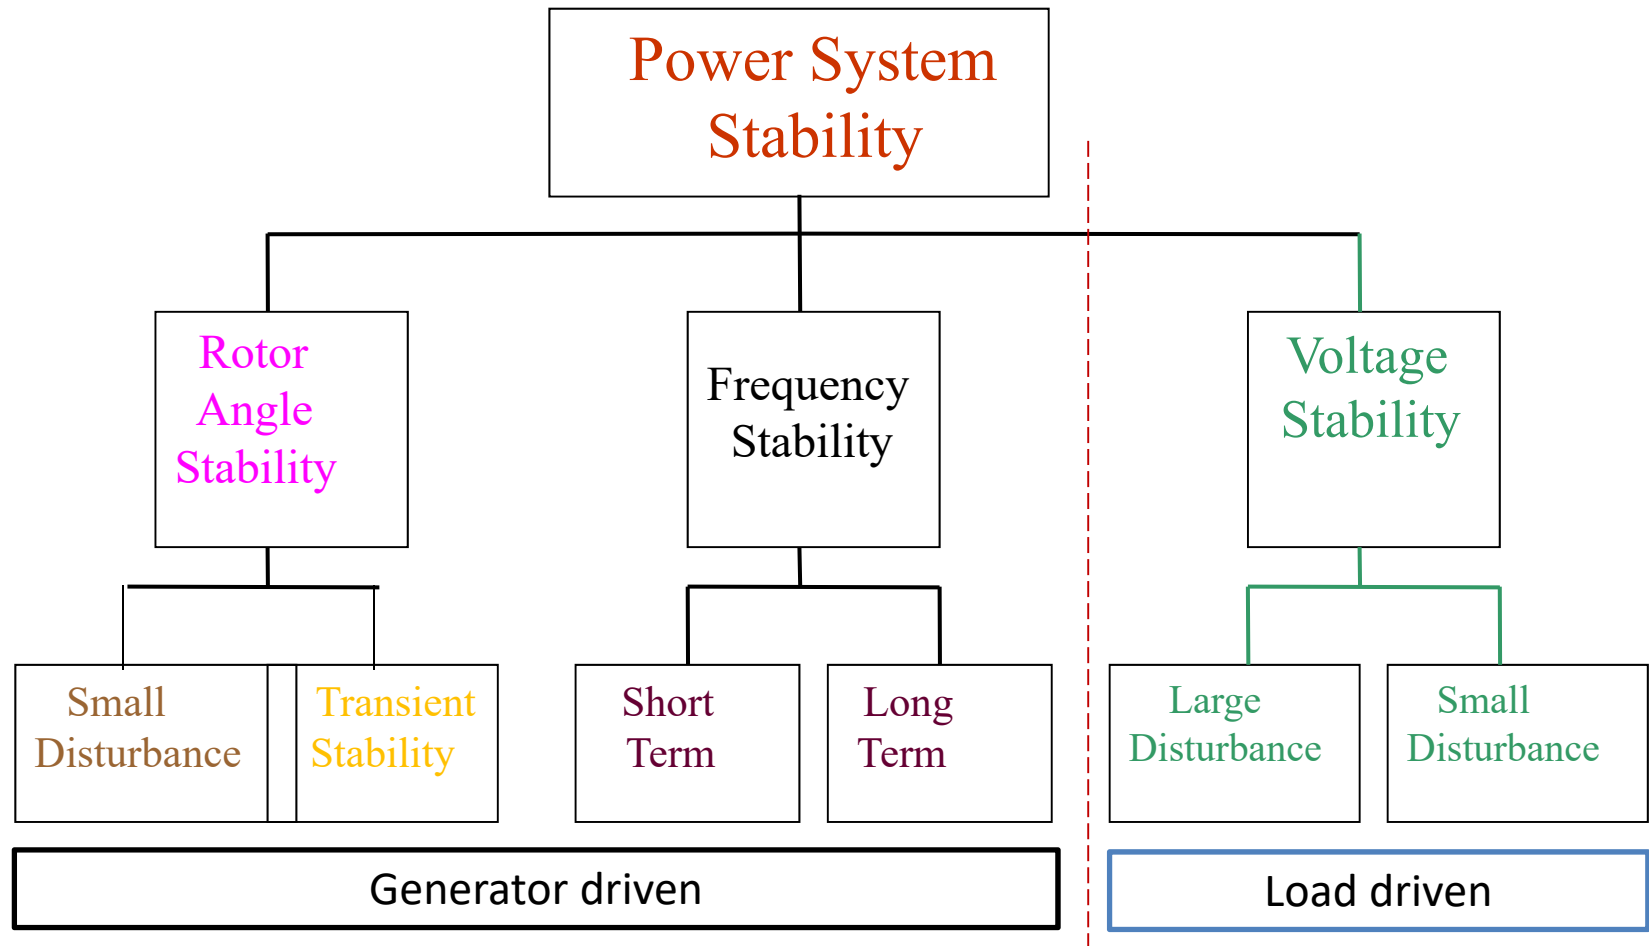 Power System
Stability
Rotor
Angle
Stability
Frequency
Stability
Voltage
Stability
Small
Disturbance
Transient
Stability
Short
Term
Long
Term
Large
Disturbance
Small
Disturbance
Generator driven
Load driven